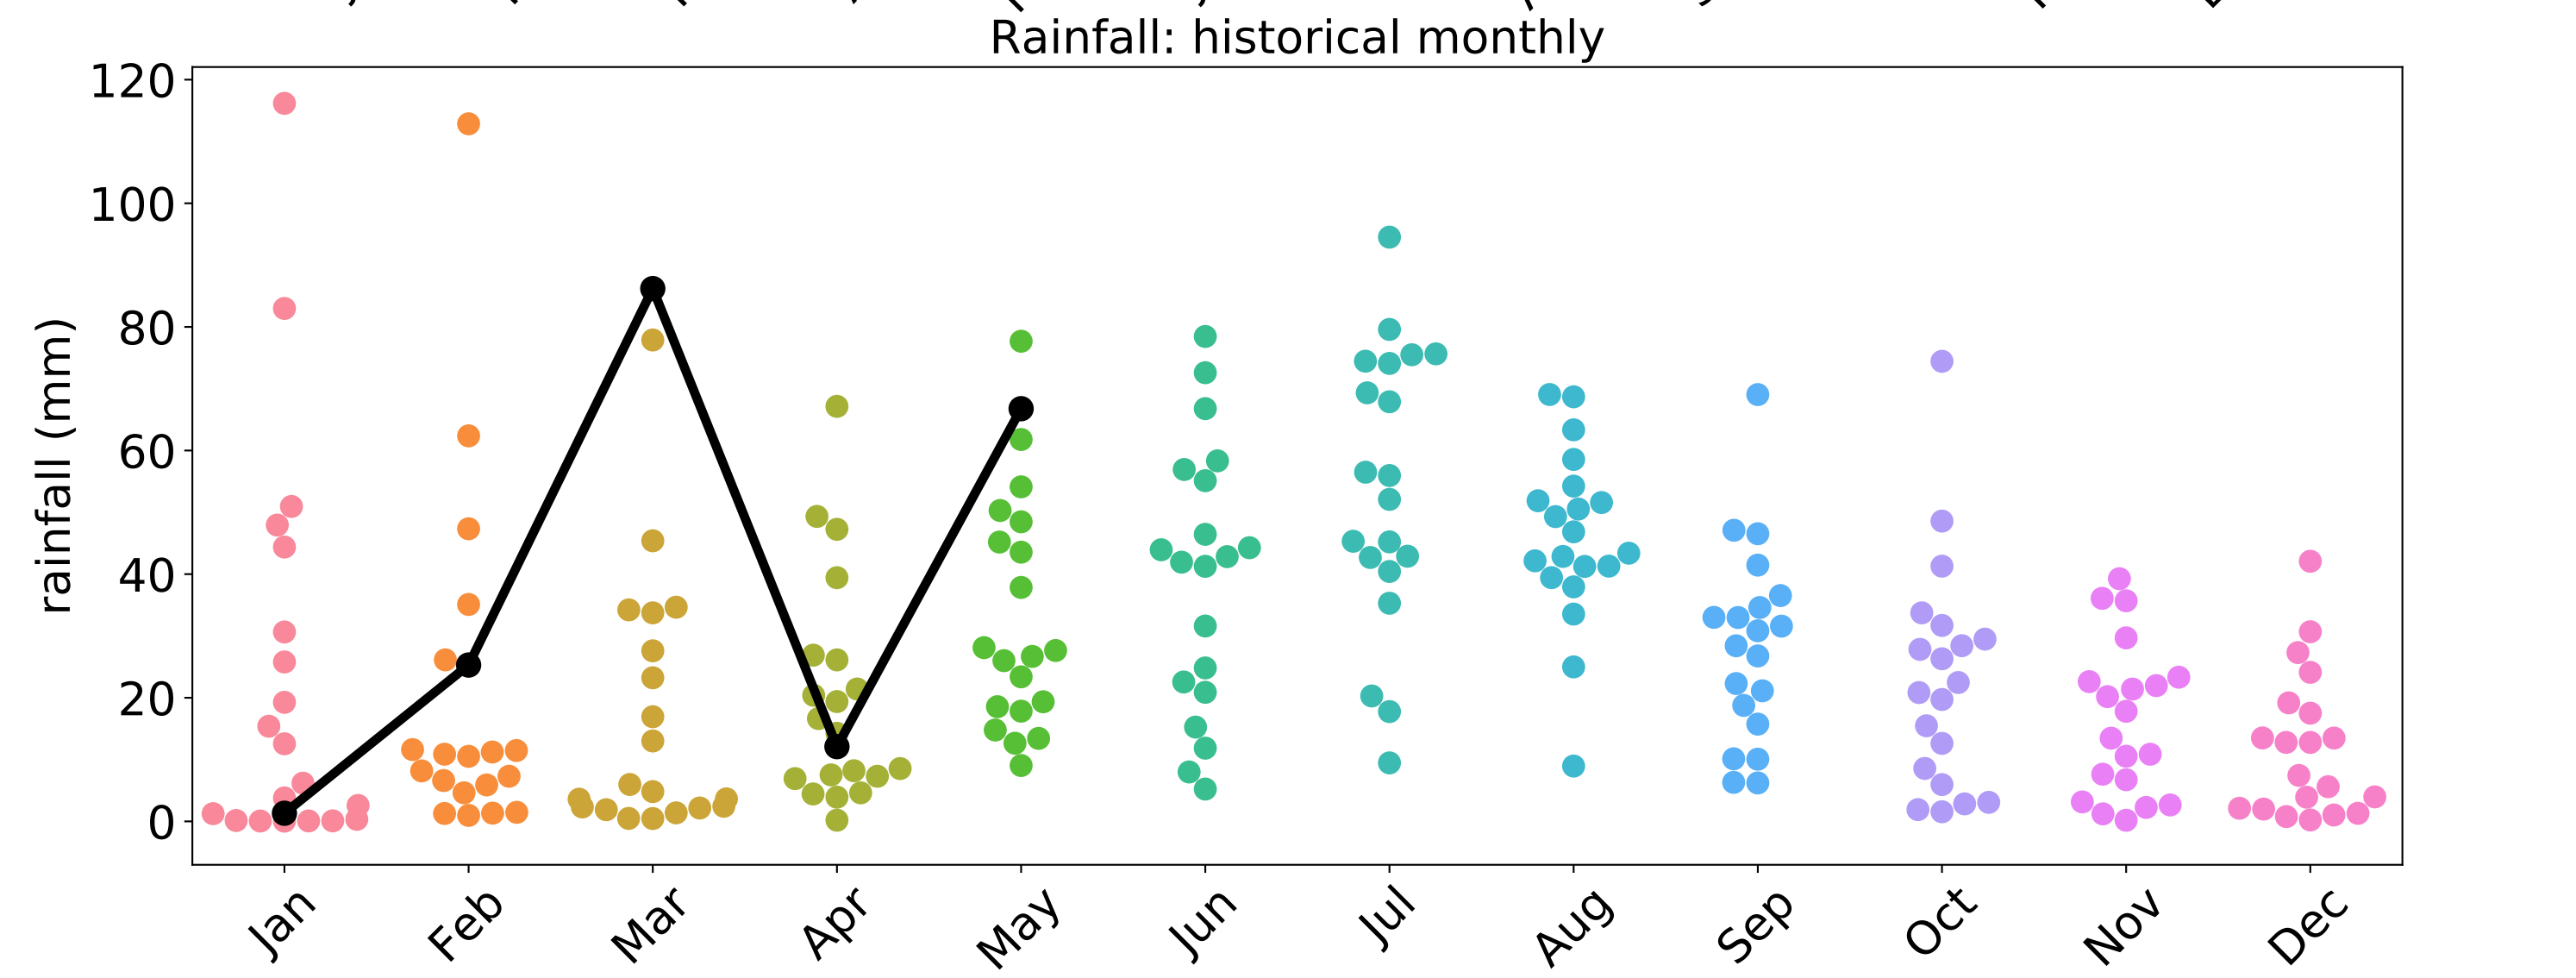 Rainfall: historical monthly
120
100
80
60
40
20
0
rainfall (mm)
Jan
Feb
Mar
Apr
May
Jun
Jul
Aug
Sep
Oct
Nov
Dec